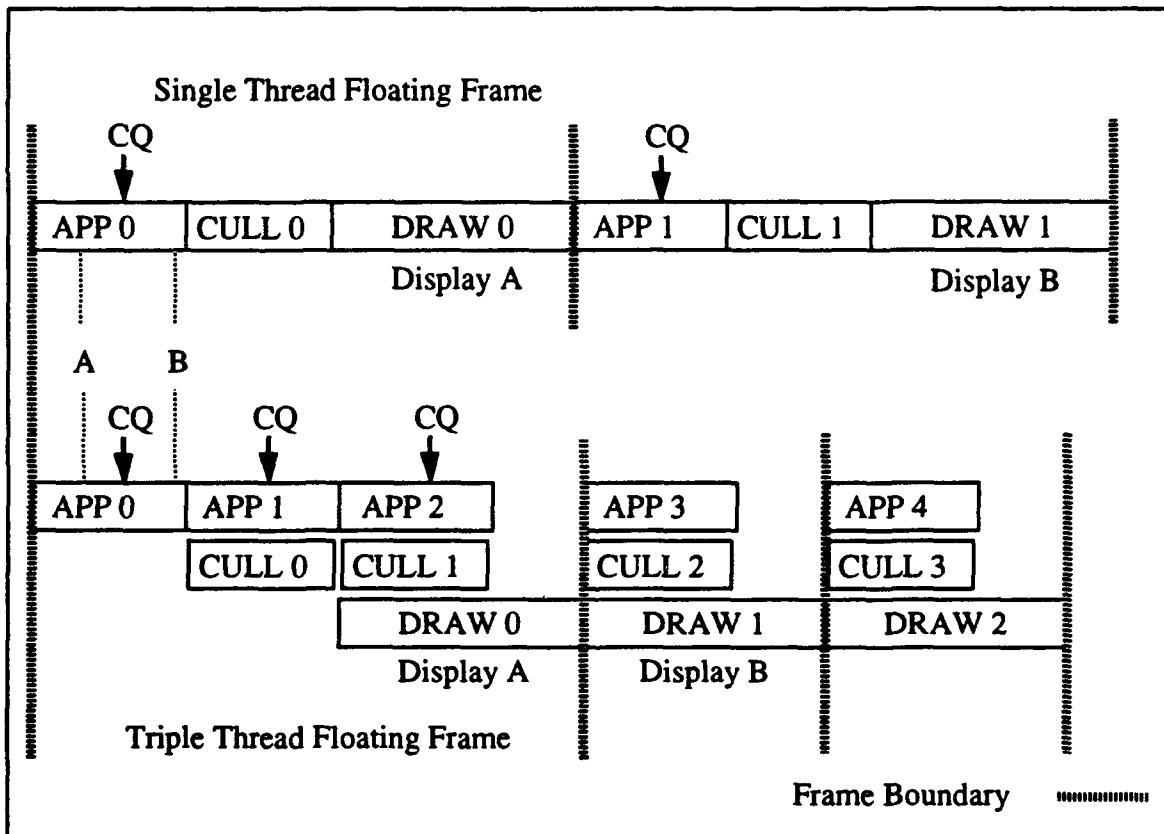 Single Thread Floating Frame
CQ CQ
APP 0 CULL 0 DRAW 0 APP 1 CULL 1 DRAW 1
Display A Display B
A B
CQ CQ CQ
APP 0 APP 1 APP 2 APP 3 APP 4
CULL 0 CULL 1 CULL 2 CULL 3
DRAW 0 DRAW 1 DRAW 2
Display A Display B
Triple Thread Floating Frame
Frame Boundary